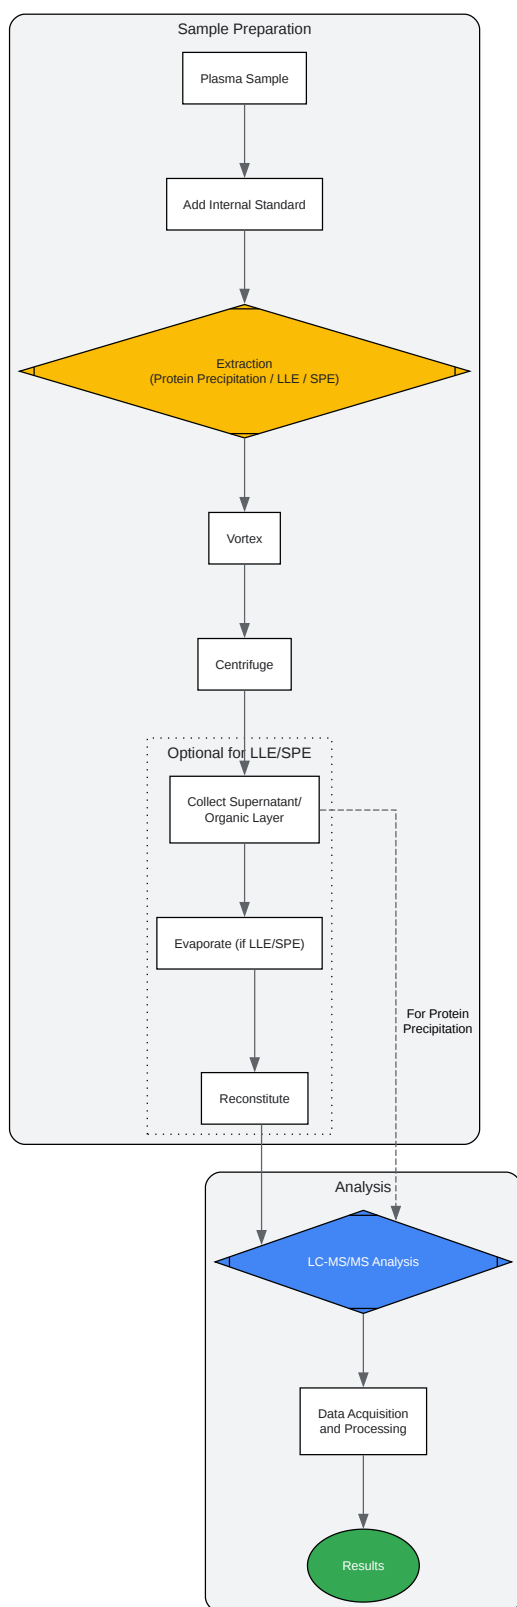 Sample Preparation
Plasma Sample
Add Internal Standard
Extraction
(Protein Precipitation / LLE / SPE)
Vortex
Centrifuge
Optional for LLE/SPE
Collect Supernatant/
Organic Layer
Evaporate (if LLE/SPE)
For Protein
Precipitation
Reconstitute
Analysis
LC-MS/MS Analysis
Data Acquisition
and Processing
Results